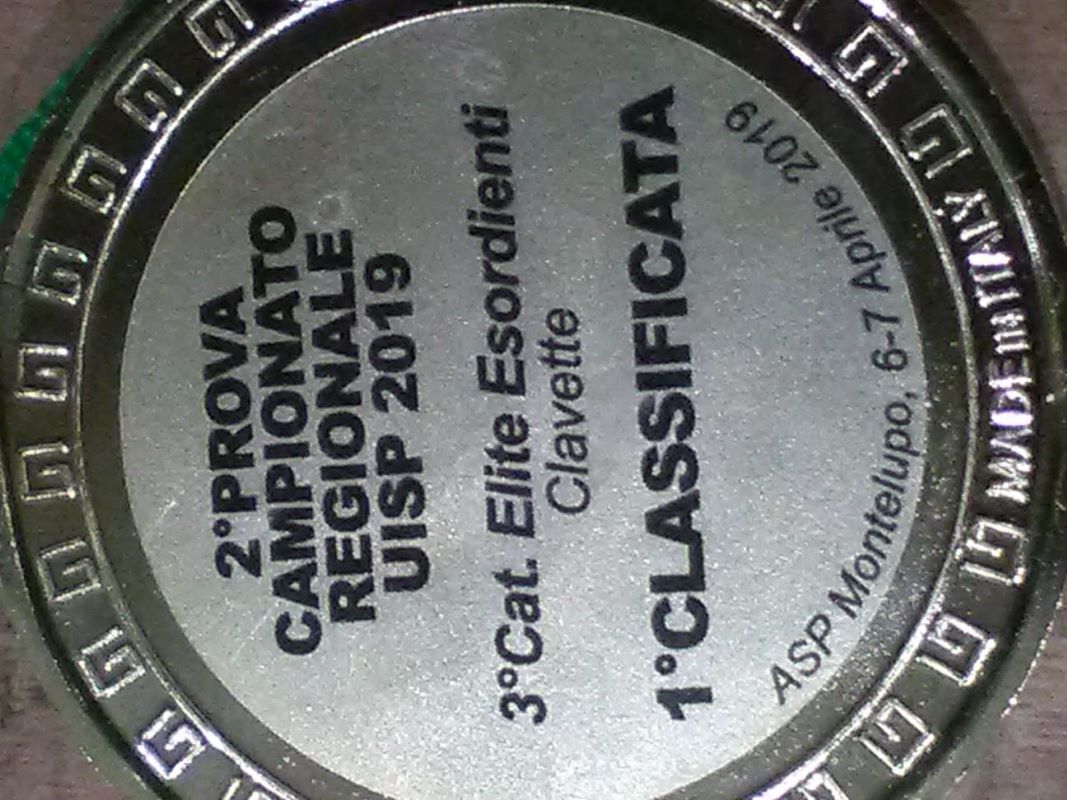 2°PROVA
CAMPIONATO
REGIONALE
UISP 2019
3°Cat. Elite Esordienti
Clavette
1°CLASSIFICATA
ASP Montelupo, 6-7 Aprile 2019
MADE IN ITALY